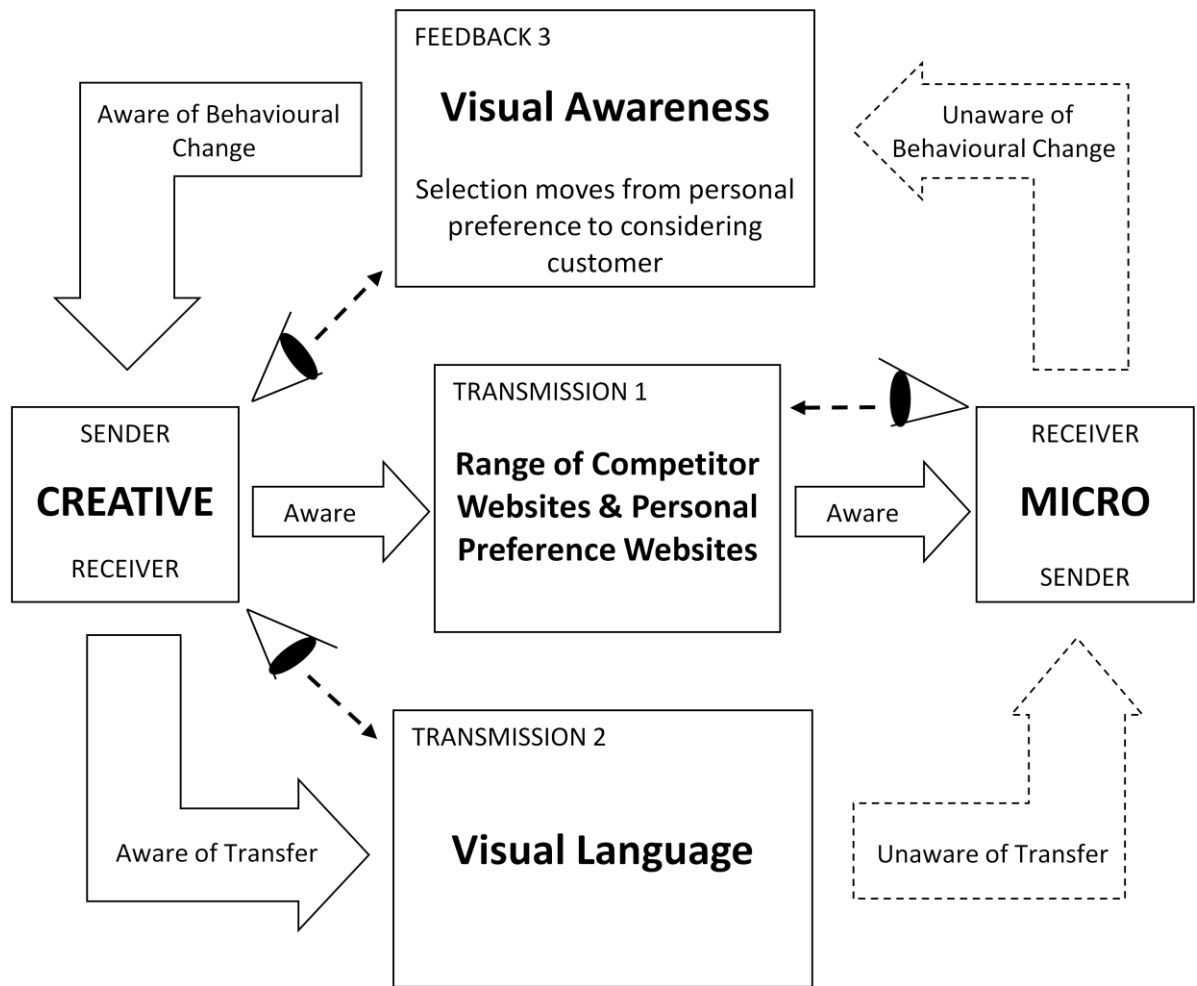 FEEDBACK 3
Visual Awareness
Selection moves from personal
preference to considering
customer
Aware of Behavioural
Change
Unaware of
Behavioural Change
SENDER
CREATIVE
RECEIVER
Aware
TRANSMISSION 1
Range of Competitor
Websites & Personal
Preference Websites
Aware
RECEIVER
MICRO
SENDER
Aware of Transfer
TRANSMISSION 2
Visual Language
Unaware of Transfer